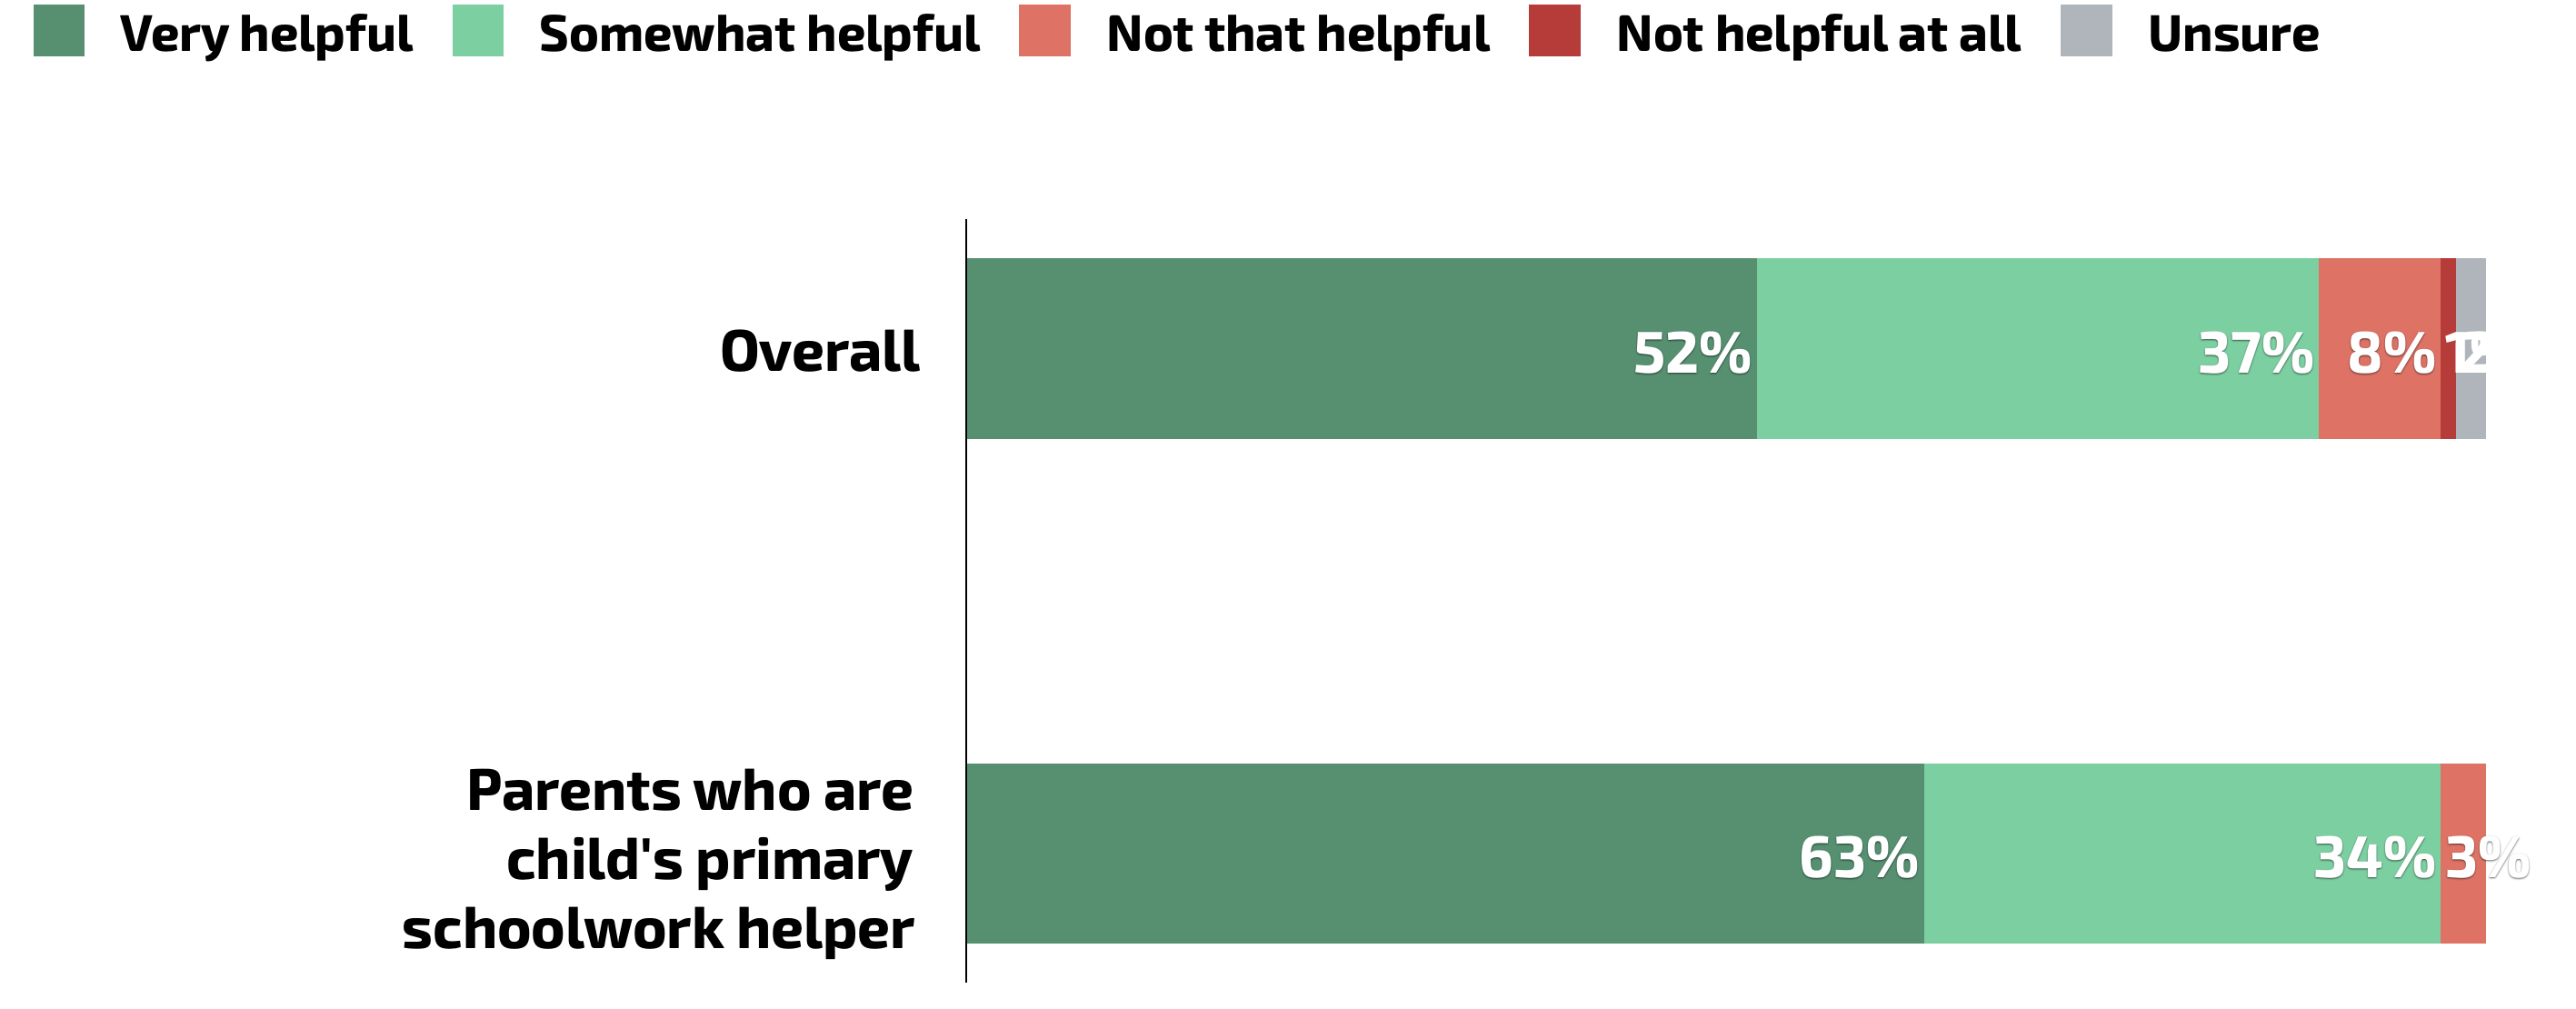 Very helpful Somewhat helpful Not that helpful Not helpful at all Unsure
Overall 52% 37% 8%
Parents who are
child's primary
schoolwork helper
63% 34% 3%